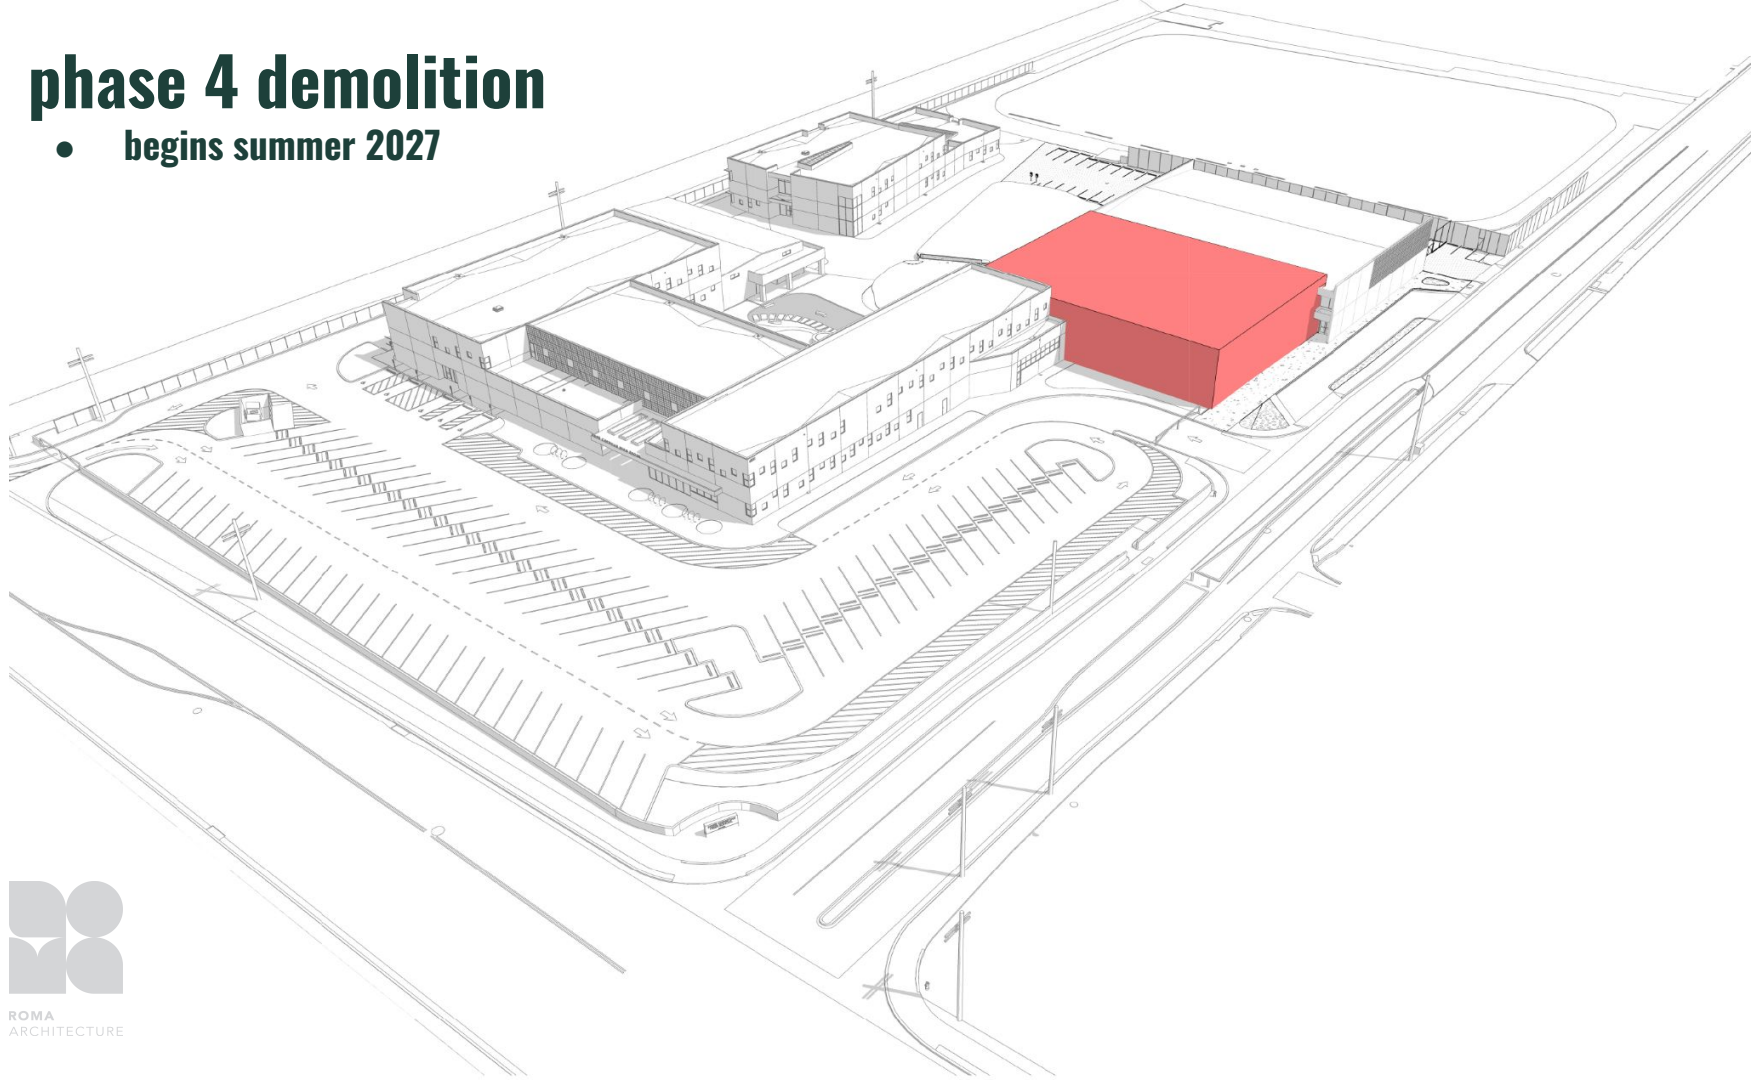 phase 4 demolition
● begins summer 2027
ROMA
ARCHITECTURE